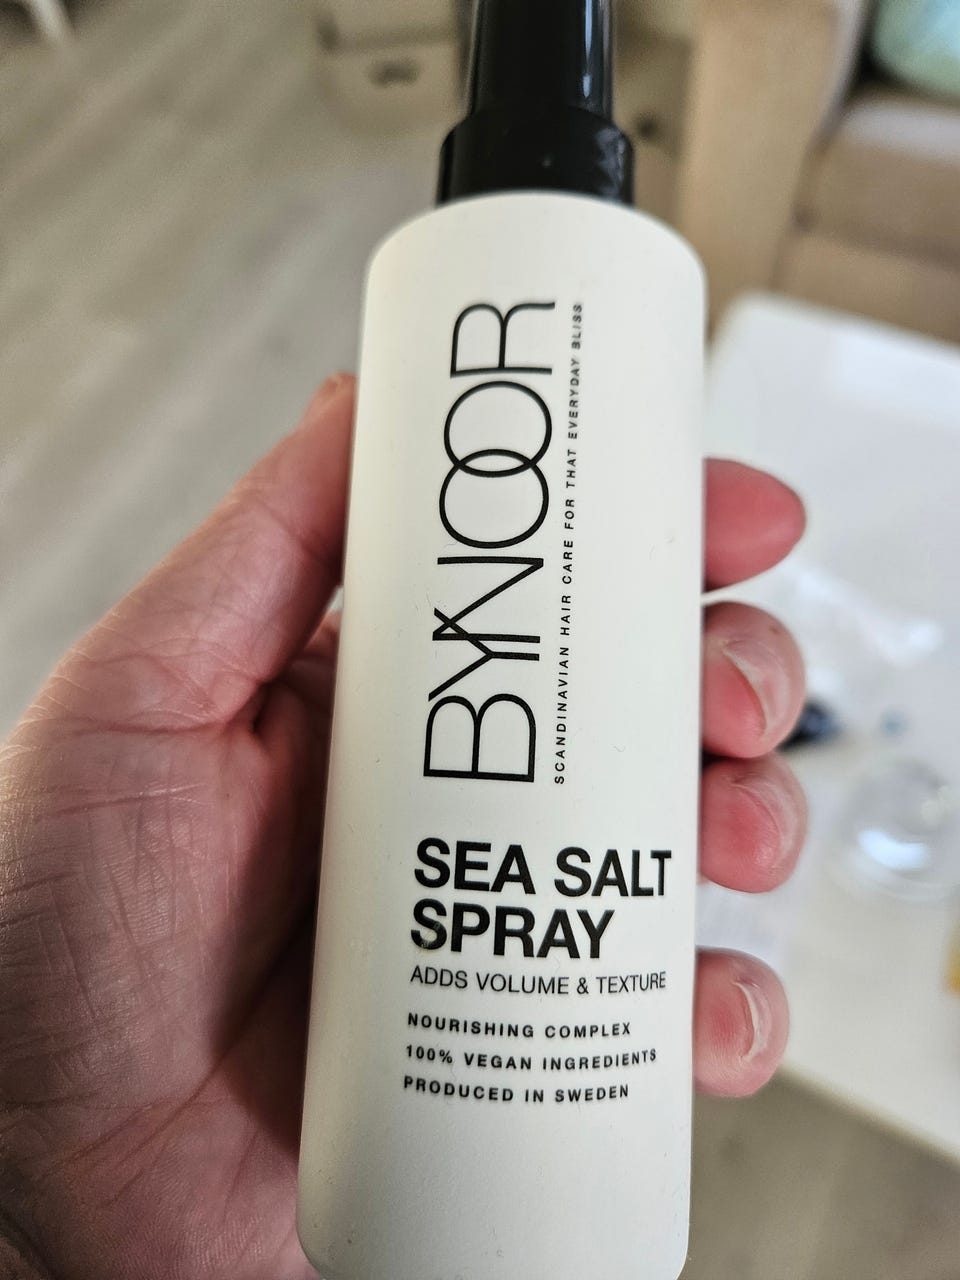 BYNOOR
SCANDINAVIAN HAIR CARE FOR THAT EVERYDAY BLISS
SEA SALT
SPRAY
ADDS VOLUME & TEXTURE
NOURISHING COMPLEX
100% VEGAN INGREDIENTS
PRODUCED IN SWEDEN